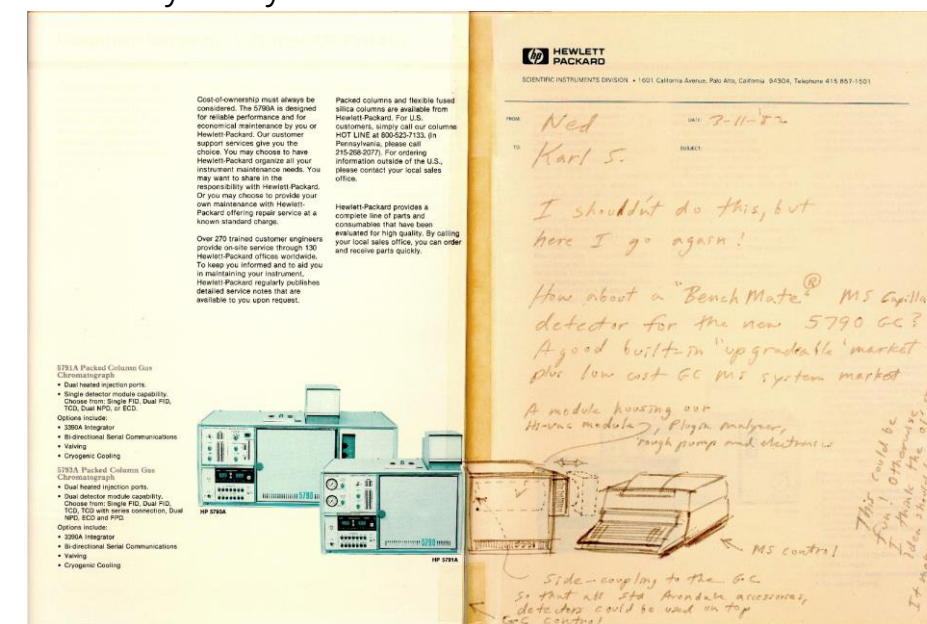 Cost-of-ownership must always be
considered. The 5790A is designed
for reliable performance and for
economical maintenance by you or
Hewlett-Packard. Our customer
support services give you the
choice. You may choose to have
Hewlett-Packard organize all your
instrument maintenance needs. You
may want to share in the
responsibility with Hewlett-Packard.
Or you may choose to provide your
own maintenance with Hewlett-
Packard offering repair service at a
known standard charge.
Over 270 trained customer engineers
provide on-site service through 130
Hewlett-Packard offices worldwide.
To keep you informed and to aid you
in maintaining your instrument,
Hewlett-Packard regularly publishes
detailed service notes that are
available to you upon request.
Packed columns and flexible fused
silica columns are available from
Hewlett-Packard. For U.S.
customers, simply call our columns
HOT LINE at 800-523-7133. (In
Pennsylvania, please call
215-268-2077). For ordering
information outside of the U.S.,
please contact your local sales
office.
Hewlett-Packard provides a
complete line of parts and
consumables that have been
evaluated for high quality. By calling
your local sales office, you can order
and receive parts quickly.
5791A Packed Column Gas
Chromatograph
• Dual heated injection ports.
• Single detector module capability.
Choose from: Single FID, Dual FID,
TCD, Dual NPD, or ECD.
Options include:
• 3390A Integrator
• Bi-directional Serial Communications
• Valving
• Cryogenic Cooling
5793A Packed Column Gas
Chromatograph
• Dual heated injection ports.
• Dual detector module capability.
Choose from: Single FID, Dual FID,
TCD, TCD with series connection, Dual
NPD, ECD and FPD.
Options include:
• 3390A Integrator
• Bi-directional Serial Communications
• Valving
• Cryogenic Cooling
5790
5790
HP 5793A
HP 5791A
hp HEWLETT
PACKARD
SCIENTIFIC INSTRUMENTS DIVISION • 1501 California Avenue, Palo Alto, California 94304, Telephone 415 857-1501
FROM: Ned DATE: 3-11-'82
TO: Karl S. SUBJECT:
I shouldn't do this, but
here I go again!
How about a "BenchMate"® MS Capilla
detector for the new 5790 GC?
A good built-in "upgradeable" market
plus low cost GC MS system market
A module housing our
Hi-vac module, Plugin analyzer,
rough pump and electronics
MS control
Side-coupling to the GC
So that all std Avondale accessories,
detectors could be used on top
GC control
This could be
fun! Otherwise
I think the
idea should